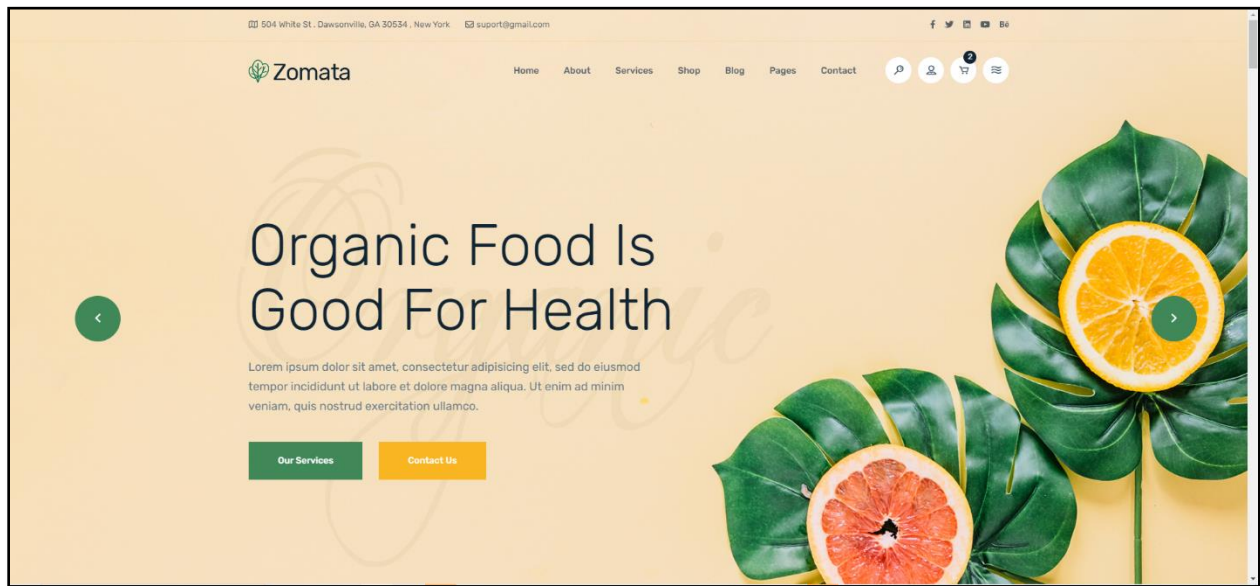 504 White St . Dawsonville, GA 30534 , New York suport@gmail.com
Zomata
Home About Services Shop Blog Pages Contact
2
Organic
Organic Food Is
Good For Health
Lorem ipsum dolor sit amet, consectetur adipisicing elit, sed do eiusmod
tempor incididunt ut labore et dolore magna aliqua. Ut enim ad minim
veniam, quis nostrud exercitation ullamco.
Our Services Contact Us